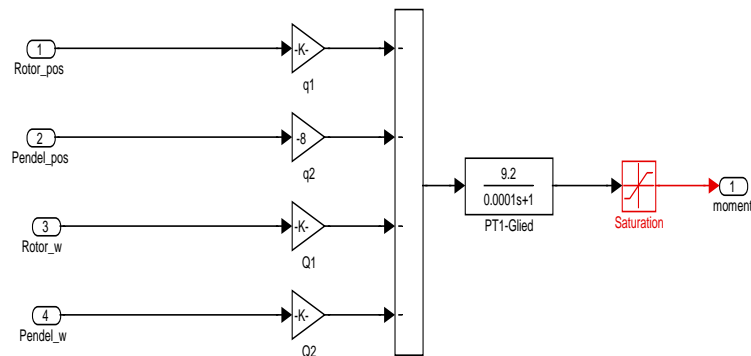 1
Rotor_pos
-K-
q1
2
Pendel_pos
-8
q2
3
Rotor_w
-K-
Q1
4
Pendel_w
-K-
Q2
-
-
-
-
9.2
0.0001s+1
PT1-Glied
Saturation
1
moment